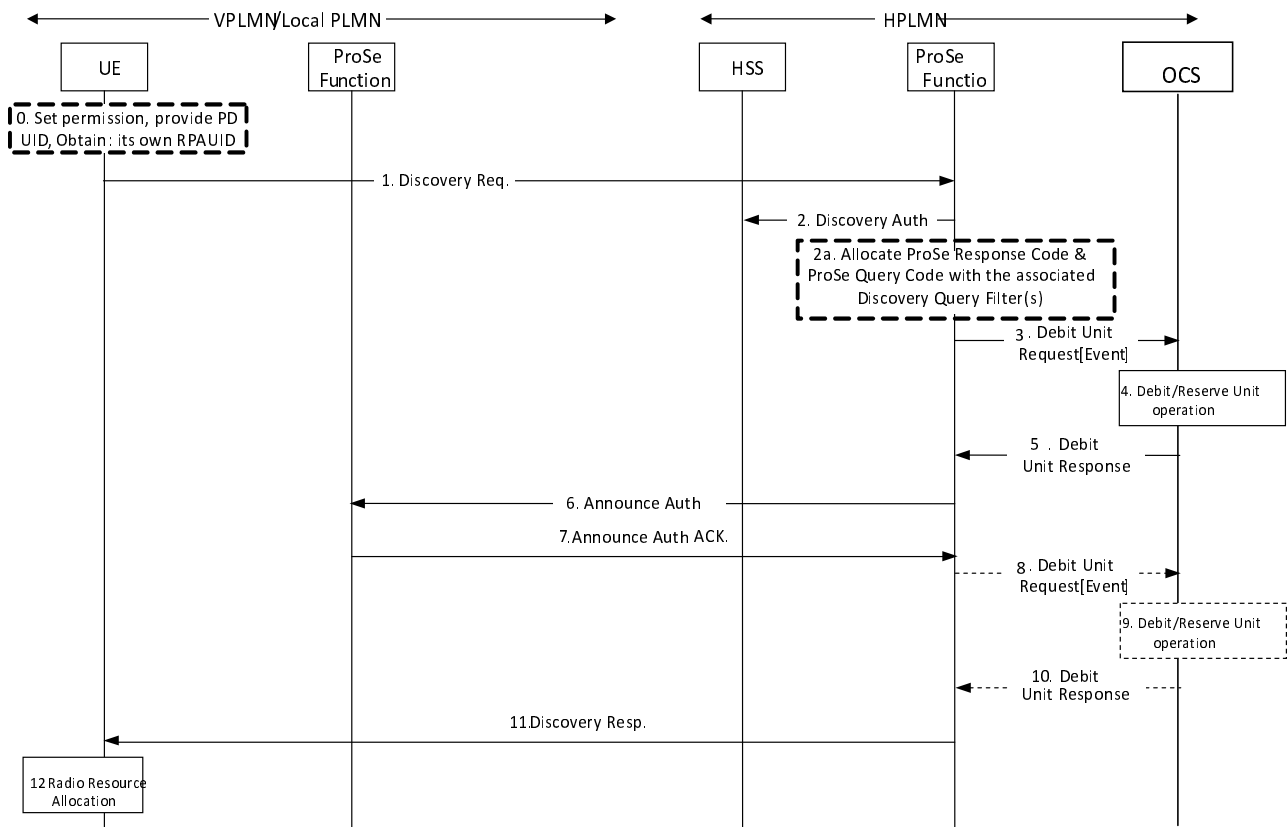 VPLMN/Local PLMN
HPLMN
UE
ProSe
Function
HSS
ProSe
Functio
OCS
0. Set permission, provide PD
UID, Obtain: its own RPAUID
1. Discovery Req.
2. Discovery Auth
2a. Allocate ProSe Response Code &
ProSe Query Code with the associated
Discovery Query Filter(s)
3. Debit Unit
Request[Event]
4. Debit/Reserve Unit
operation
5 . Debit
Unit Response
6. Announce Auth
7.Announce Auth ACK.
8. Debit Unit
Request[Event]
9. Debit/Reserve Unit
operation
10. Debit
Unit Response
11.Discovery Resp.
12 Radio Resource
Allocation